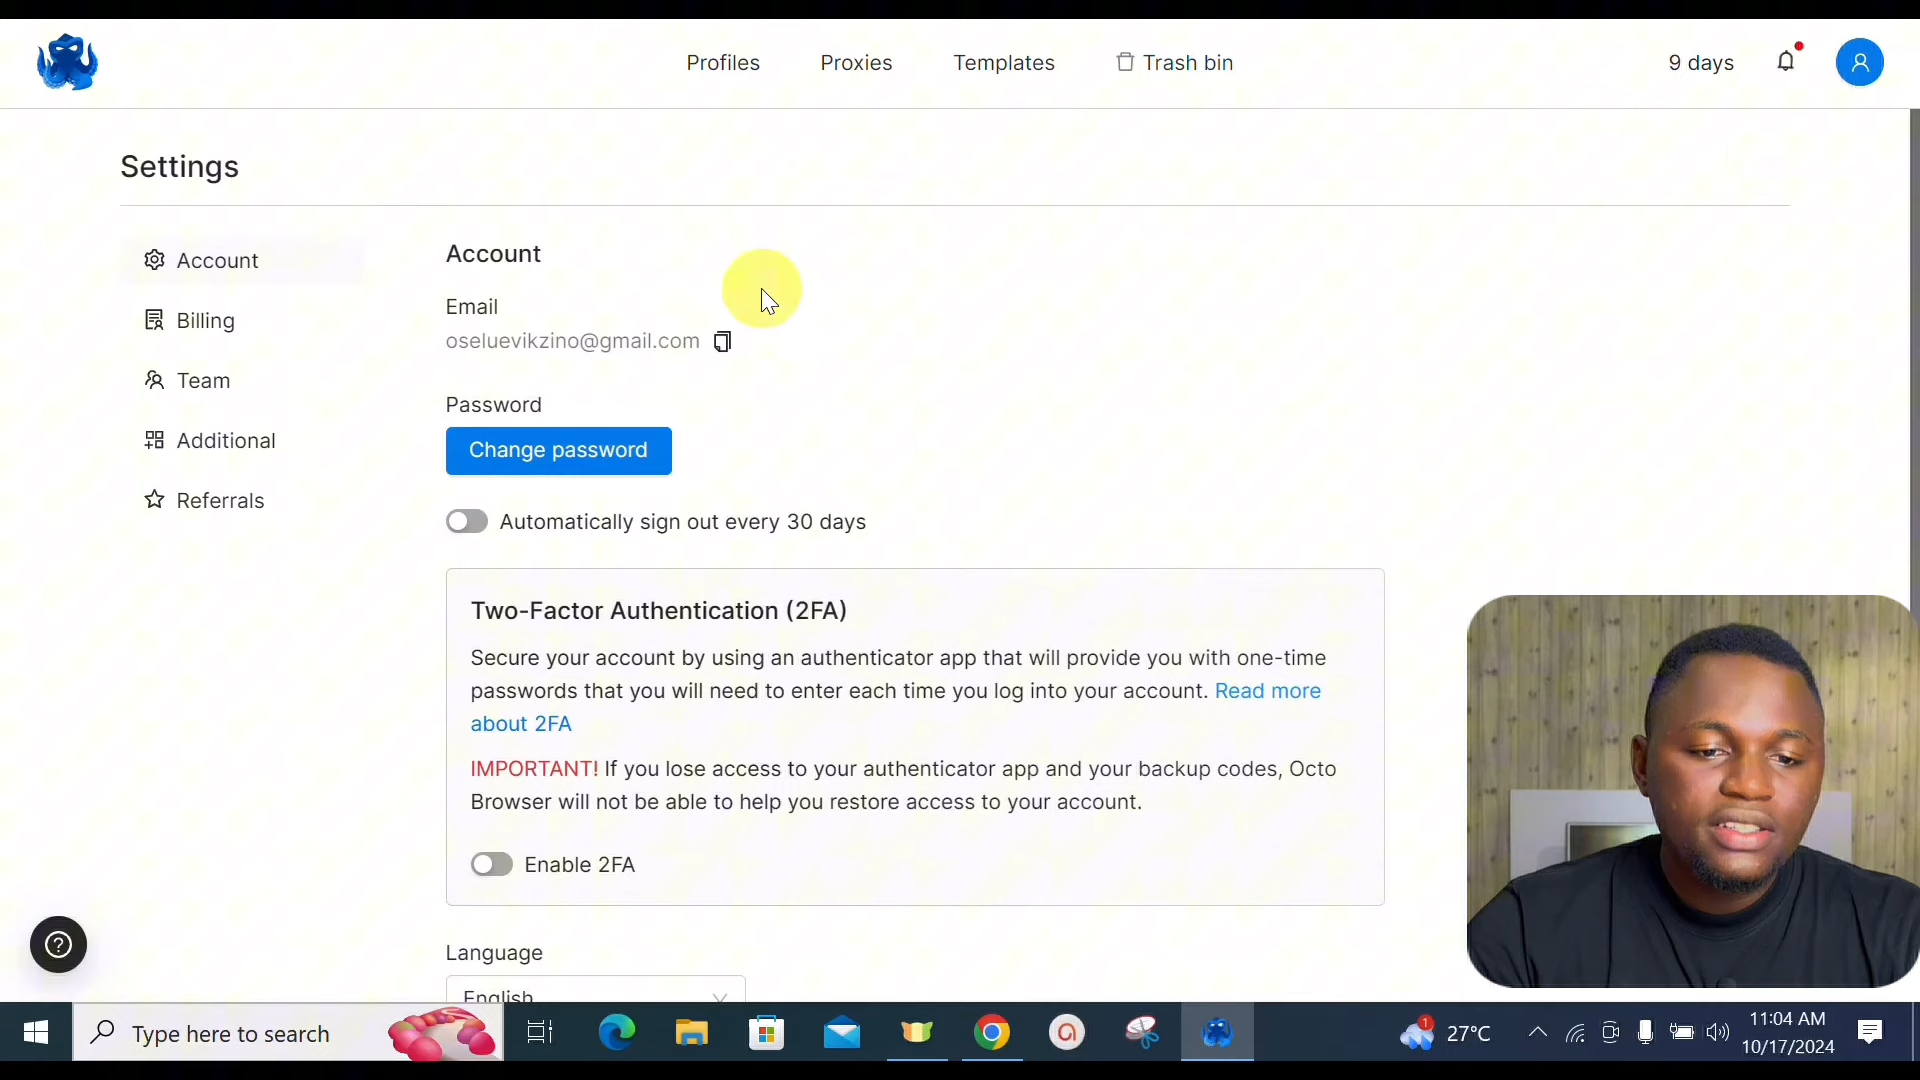 Profiles
Proxies
Templates
Trash bin
9 days
Settings
Account
Billing
Team
Additional
Referrals
Account
Email
oseluevikzino@gmail.com
Password
Change password
Automatically sign out every 30 days
Two-Factor Authentication (2FA)
Secure your account by using an authenticator app that will provide you with one-time
passwords that you will need to enter each time you log into your account. Read more
about 2FA
IMPORTANT! If you lose access to your authenticator app and your backup codes, Octo
Browser will not be able to help you restore access to your account.
Enable 2FA
Language
English
Type here to search
1
27°C
11:04 AM
10/17/2024